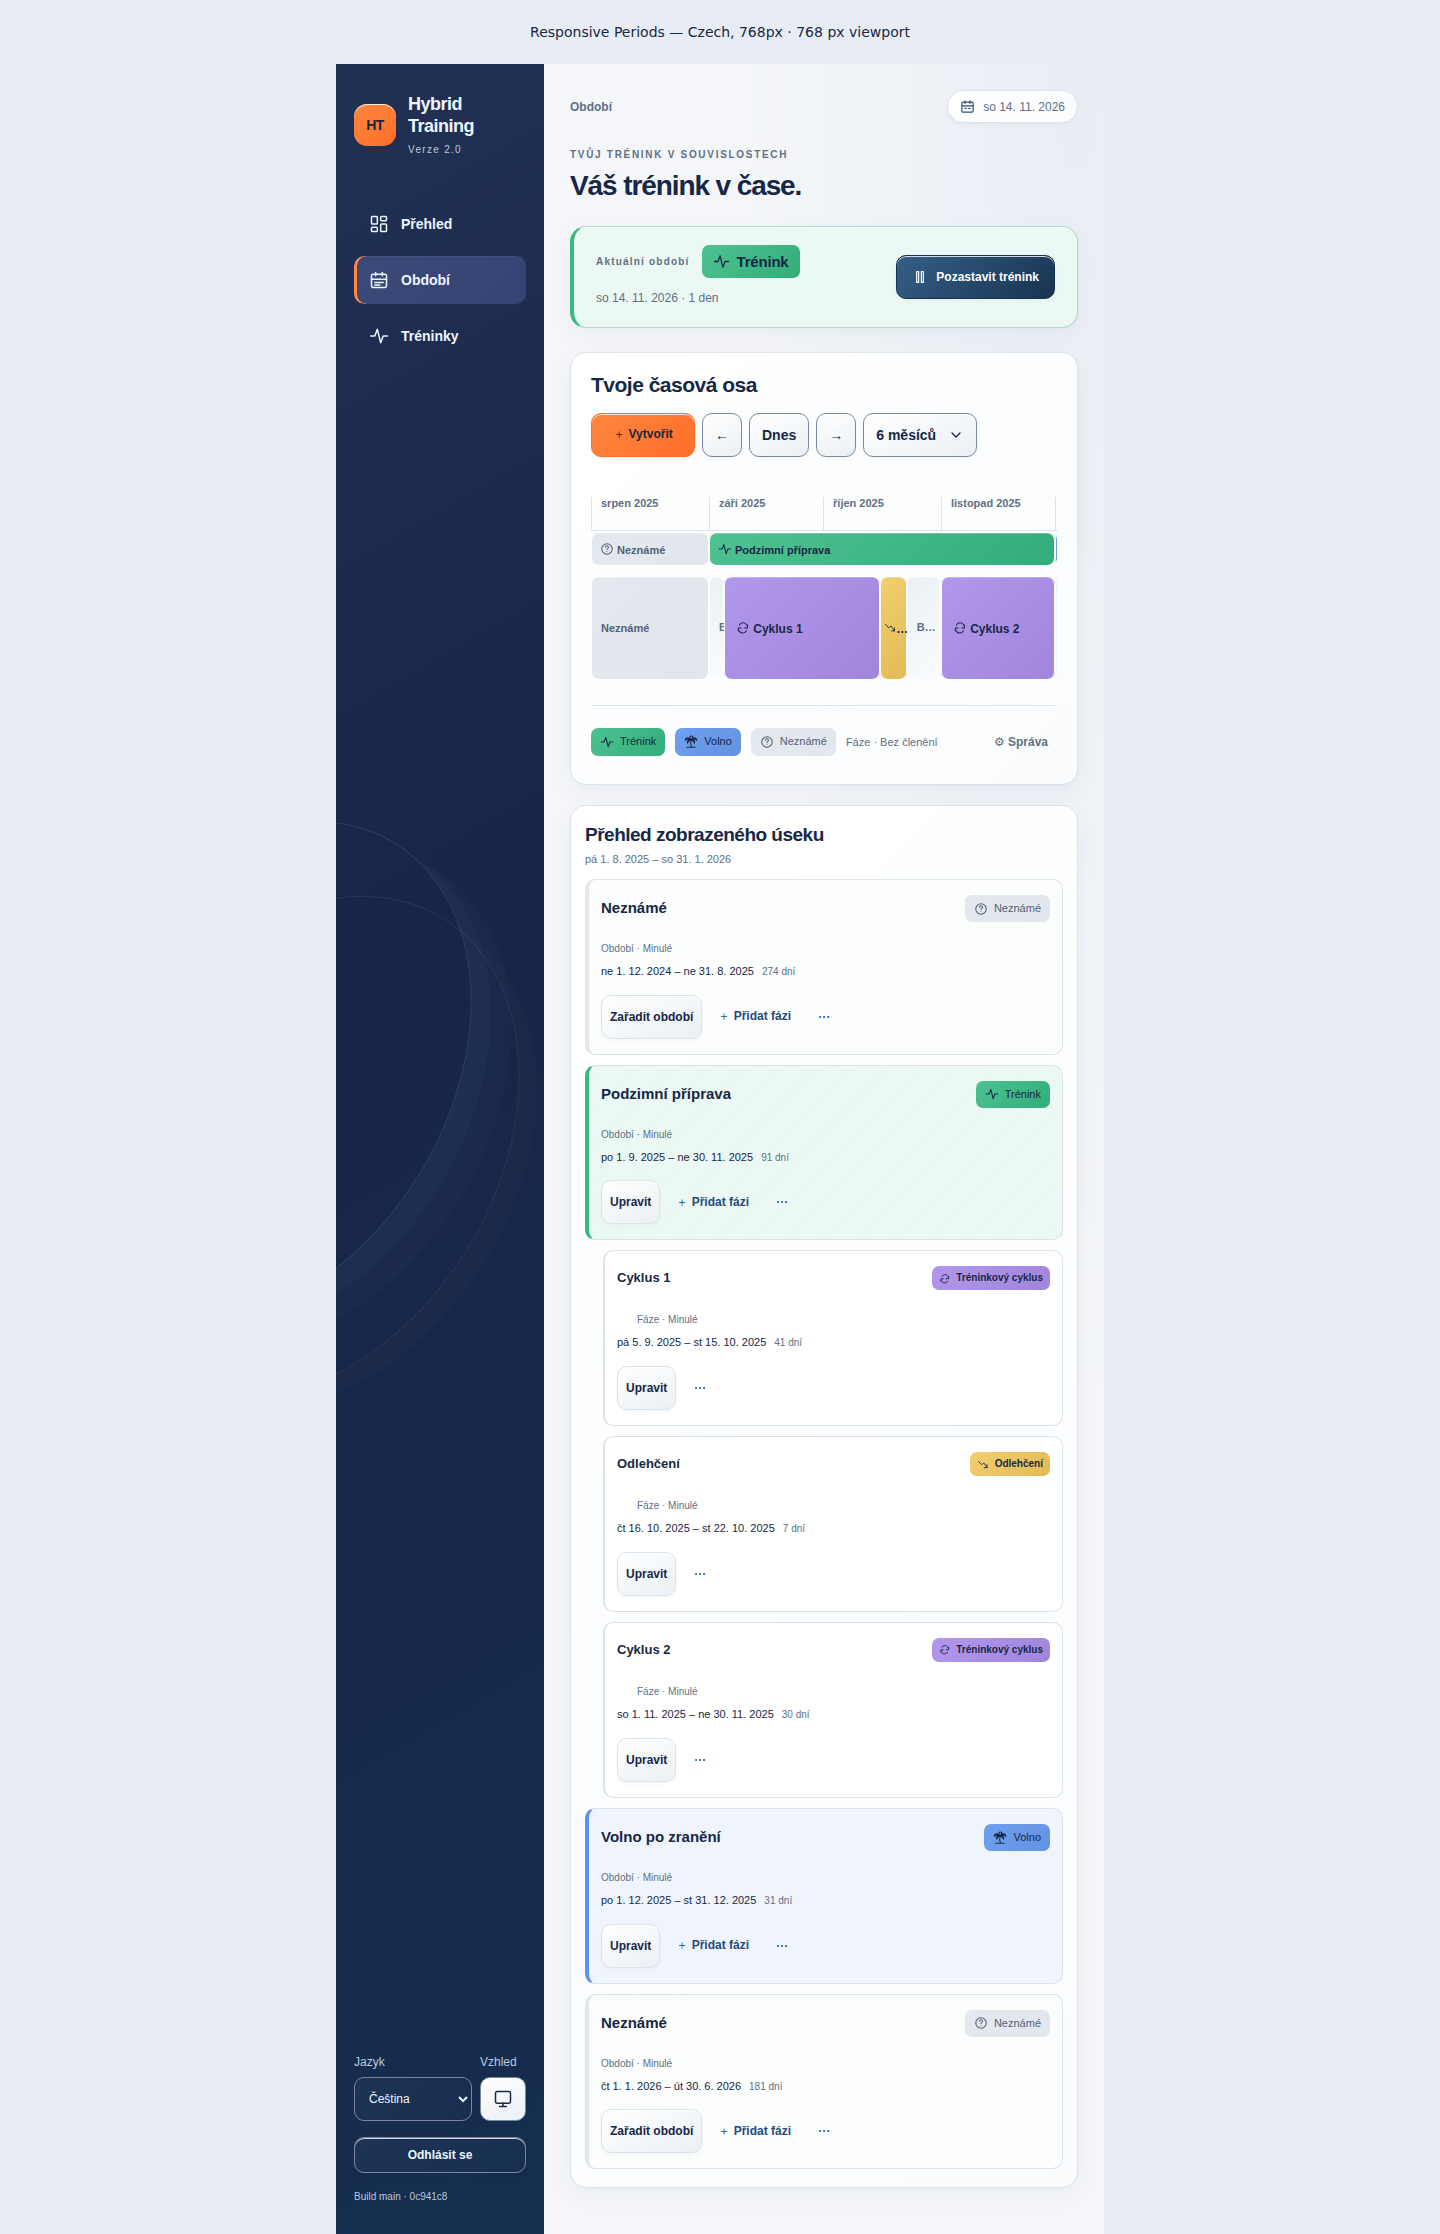 Responsive Periods — Czech, 768px · 768 px viewport
HT
Hybrid
Training
Verze 2.0
Přehled
Období
Tréninky
Jazyk
Vzhled
Čeština
Odhlásit se
Build main · 0c941c8
Období
so 14. 11. 2026
TVŮJ TRÉNINK V SOUVISLOSTECH
Váš trénink v čase.
Aktuální období
Trénink
so 14. 11. 2026 · 1 den
Pozastavit trénink
Tvoje časová osa
+ Vytvořit
←
Dnes
→
6 měsíců
srpen 2025
září 2025
říjen 2025
listopad 2025
Neznámé
Podzimní příprava
Neznámé
Cyklus 1
...
B...
Cyklus 2
Trénink
Volno
Neznámé
Fáze · Bez členění
⚙ Správa
Přehled zobrazeného úseku
pá 1. 8. 2025 – so 31. 1. 2026
Neznámé
Neznámé
Období · Minulé
ne 1. 12. 2024 – ne 31. 8. 2025 274 dní
Zařadit období
+ Přidat fázi
...
Podzimní příprava
Trénink
Období · Minulé
po 1. 9. 2025 – ne 30. 11. 2025 91 dní
Upravit
+ Přidat fázi
...
Cyklus 1
Tréninkový cyklus
Fáze · Minulé
pá 5. 9. 2025 – st 15. 10. 2025 41 dní
Upravit
...
Odlehčení
Odlehčení
Fáze · Minulé
čt 16. 10. 2025 – st 22. 10. 2025 7 dní
Upravit
...
Cyklus 2
Tréninkový cyklus
Fáze · Minulé
so 1. 11. 2025 – ne 30. 11. 2025 30 dní
Upravit
...
Volno po zranění
Volno
Období · Minulé
po 1. 12. 2025 – st 31. 12. 2025 31 dní
Upravit
+ Přidat fázi
...
Neznámé
Neznámé
Období · Minulé
čt 1. 1. 2026 – út 30. 6. 2026 181 dní
Zařadit období
+ Přidat fázi
...